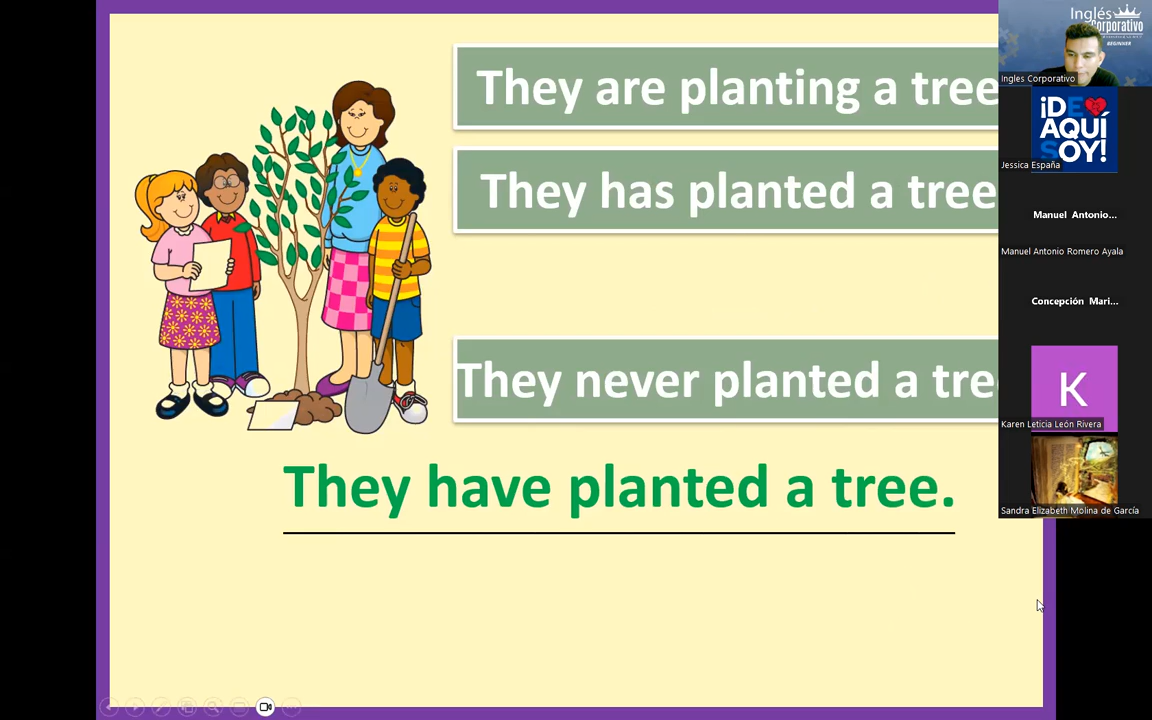 They are planting a tree
They has planted a tree
They never planted a tre
They have planted a tree.
Inglés
Corporativo
BEGINNER
Ingles Corporativo
¡DE
AQUÍ
SOY!
Jessica España
Manuel Antonio...
Manuel Antonio Romero Ayala
Concepción Mari...
K
Karen Leticia León Rivera
Sandra Elizabeth Molina de García